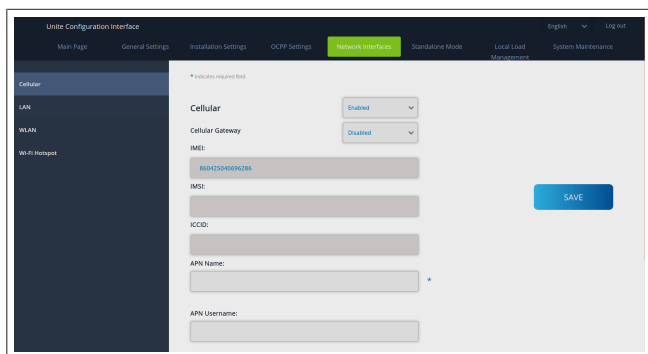 Unite Configuration Interface
English
Log out
Main Page
General Settings
Installation Settings
OCPP Settings
Network Interfaces
Standalone Mode
Local Load
Management
System Maintenance
Cellular
LAN
WLAN
Wi-Fi Hotspot
* Indicates required field.
Cellular
Enabled
Cellular Gateway
Disabled
IMEI:
860425040696286
IMSI:
SAVE
ICCID:
APN Name:
*
APN Username: